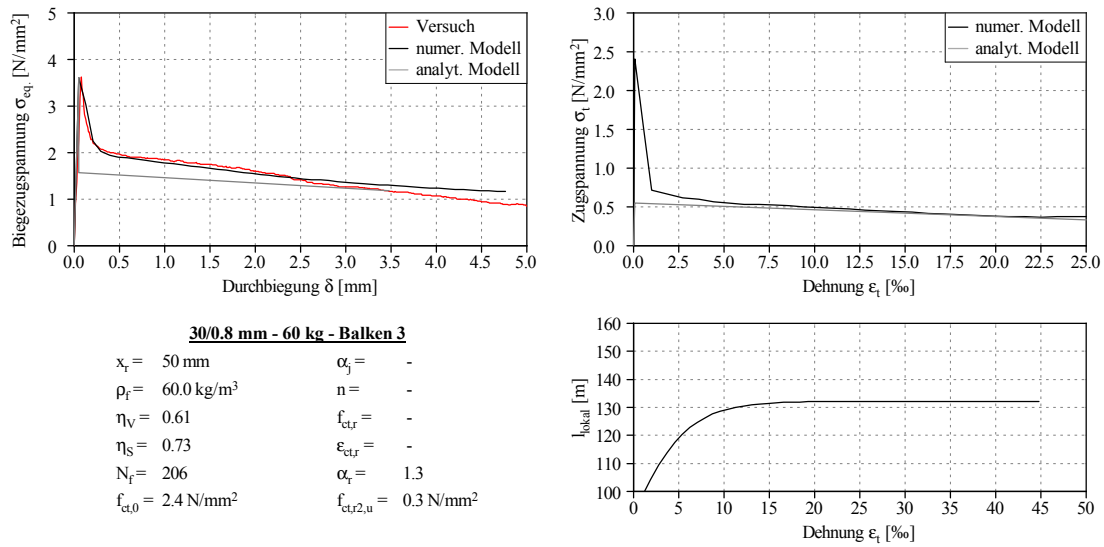 Biegezugspannung σeq. [N/mm²]
5
4
3
2
1
0
0.0 0.5 1.0 1.5 2.0 2.5 3.0 3.5 4.0 4.5 5.0
Durchbiegung δ [mm]
Versuch
numer. Modell
analyt. Modell
Zugspannung σt [N/mm²]
3.0
2.5
2.0
1.5
1.0
0.5
0.0
0.0 2.5 5.0 7.5 10.0 12.5 15.0 17.5 20.0 22.5 25.0
Dehnung εt [‰]
numer. Modell
analyt. Modell
30/0.8 mm - 60 kg - Balken 3
xr = 50 mm αj = -
ρf = 60.0 kg/m³ n = -
ηV = 0.61 fct,r = -
ηS = 0.73 εct,r = -
Nf = 206 αr = 1.3
fct,0 = 2.4 N/mm² fct,r2,u = 0.3 N/mm²
llokal [m]
160
150
140
130
120
110
100
0 5 10 15 20 25 30 35 40 45 50
Dehnung εt [‰]